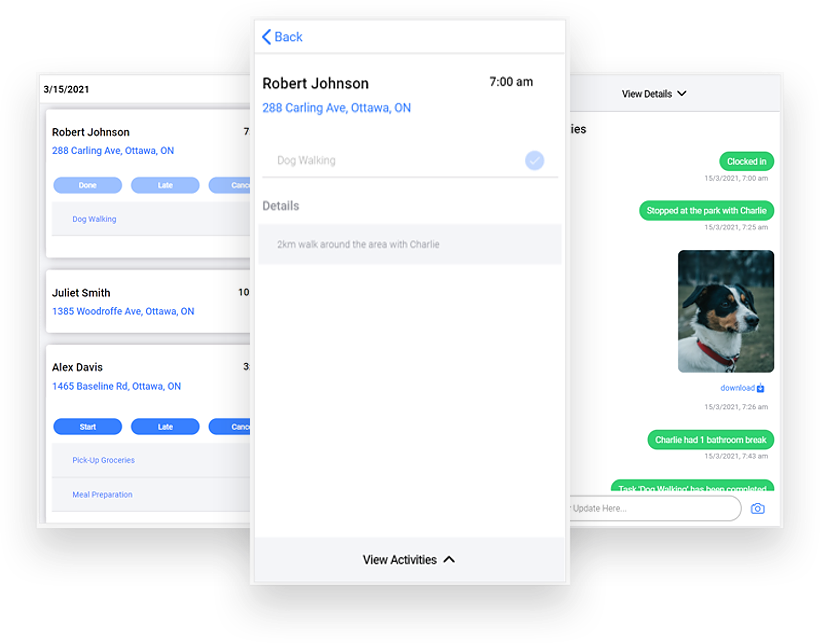 3/15/2021
Robert Johnson
288 Carling Ave, Ottawa, ON
Done
Late
Dog Walking
Juliet Smith
10
1385 Woodroffe Ave, Ottawa, ON
Alex Davis
1465 Baseline Rd, Ottawa, ON
Start
Late
Pick-Up Groceries
Meal Preparation
Back
Robert Johnson 7:00 am
288 Carling Ave, Ottawa, ON
Dog Walking
Details
2km walk around the area with Charlie
View Activities
View Details
Clocked in
15/3/2021, 7:00 am
Stopped at the park with Charlie
15/3/2021, 7:25 am
download
15/3/2021, 7:26 am
Charlie had 1 bathroom break
15/3/2021, 7:43 am
Task 'Dog Walking' has been completed
Update Here...